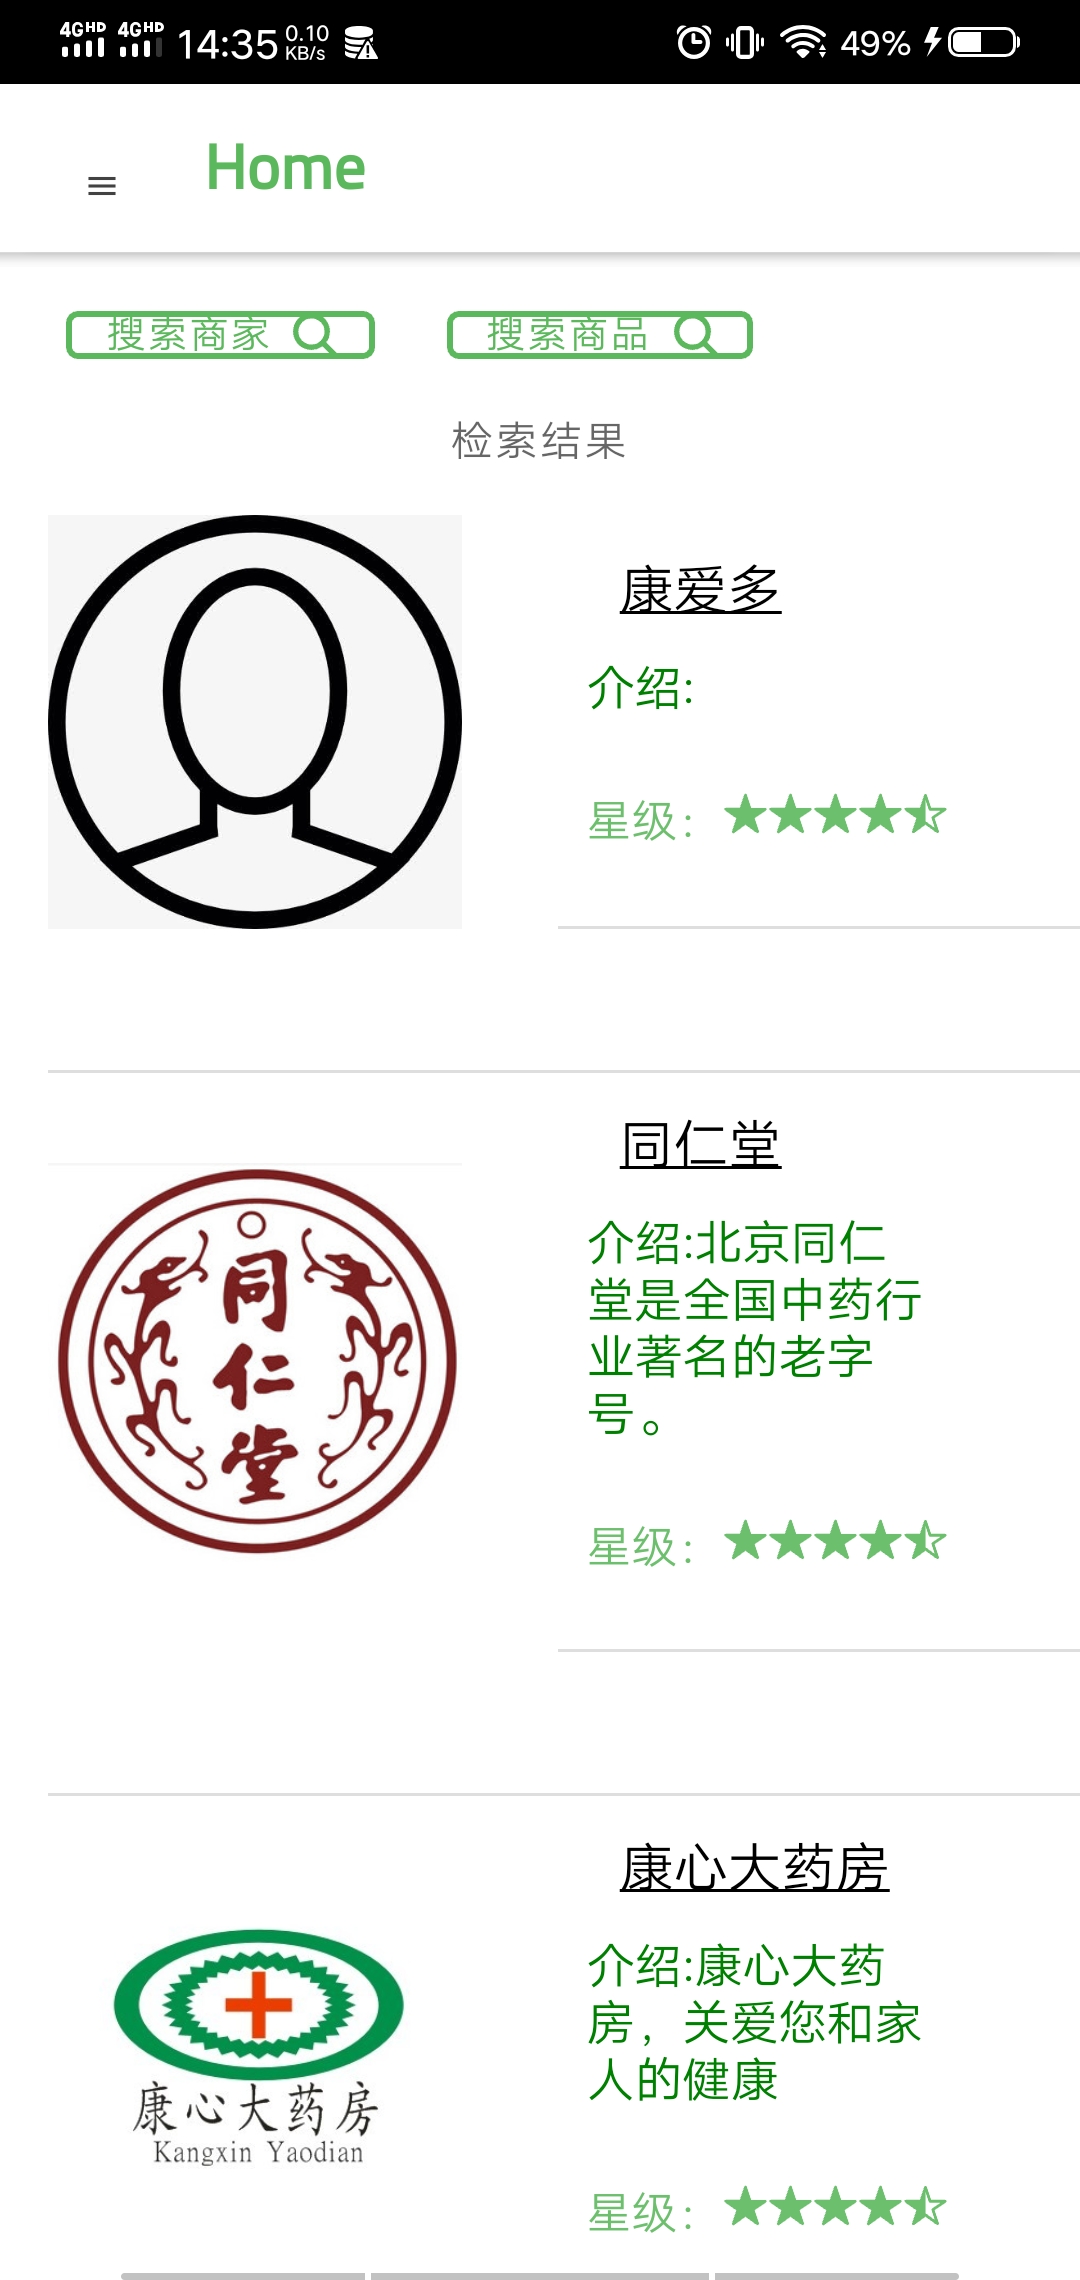 4GHD 4GHD 14:35 0.10 KB/s 49%
Home
搜索商家 搜索商品
检索结果
康爱多
介绍:
星级：
同仁堂
同仁堂
介绍:北京同仁
堂是全国中药行
业著名的老字
号。
星级：
康心大药房
介绍:康心大药
房，关爱您和家
人的健康
康心大药房
Kangxin Yaodian
星级：